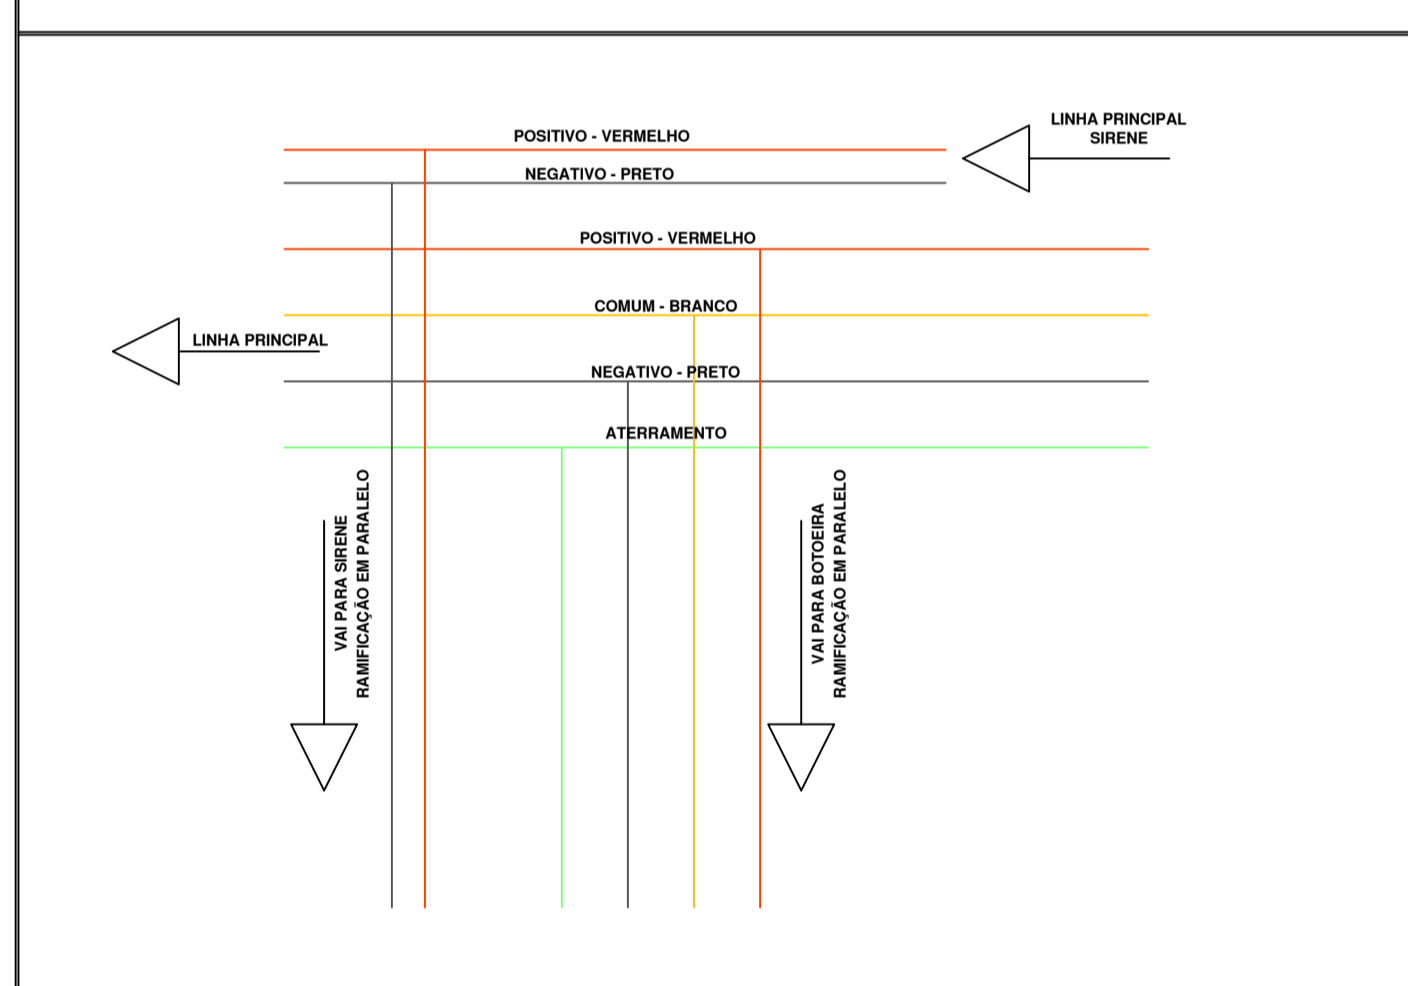 LINHA PRINCIPAL
SIRENE
POSITIVO - VERMELHO
NEGATIVO - PRETO
POSITIVO - VERMELHO
COMUM - BRANCO
LINHA PRINCIPAL
NEGATIVO - PRETO
ATERRAMENTO
VAI PARA SIRENE
RAMIFICAÇÃO EM PARALELO
VAI PARA BOTOEIRA
RAMIFICAÇÃO EM PARALELO